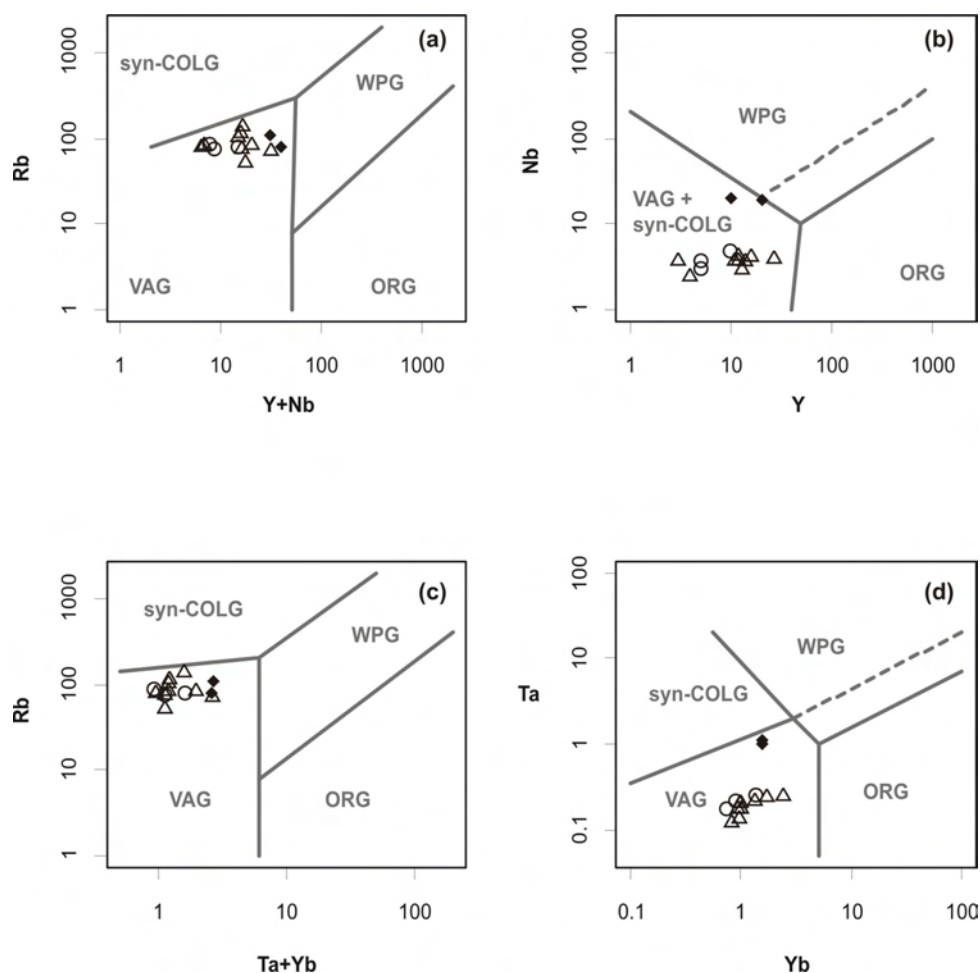 (a)
syn-COLG
WPG
VAG
ORG
Rb
1 10 100 1000
1 10 100 1000
Y+Nb
(b)
WPG
VAG +
syn-COLG
ORG
Nb
1 10 100 1000
1 10 100 1000
Y
(c)
syn-COLG
WPG
VAG
ORG
Rb
1 10 100 1000
1 10 100
Ta+Yb
(d)
WPG
syn-COLG
VAG
ORG
Ta
0.1 1 10 100
0.1 1 10 100
Yb